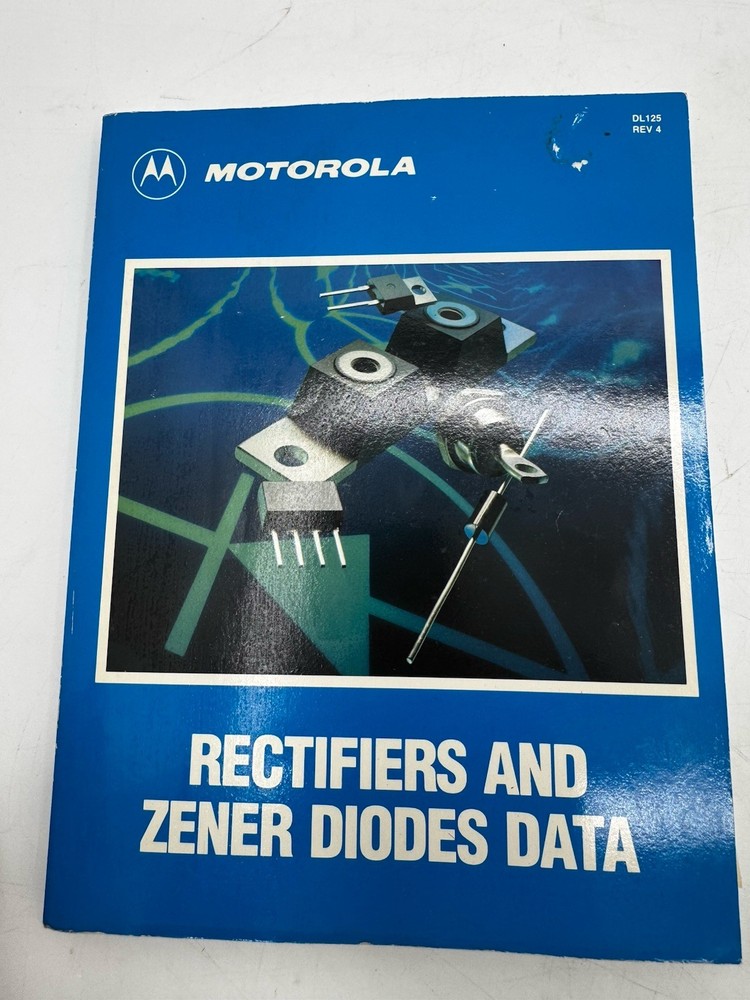 DL125
REV 4
MOTOROLA
RECTIFIERS AND
ZENER DIODES DATA